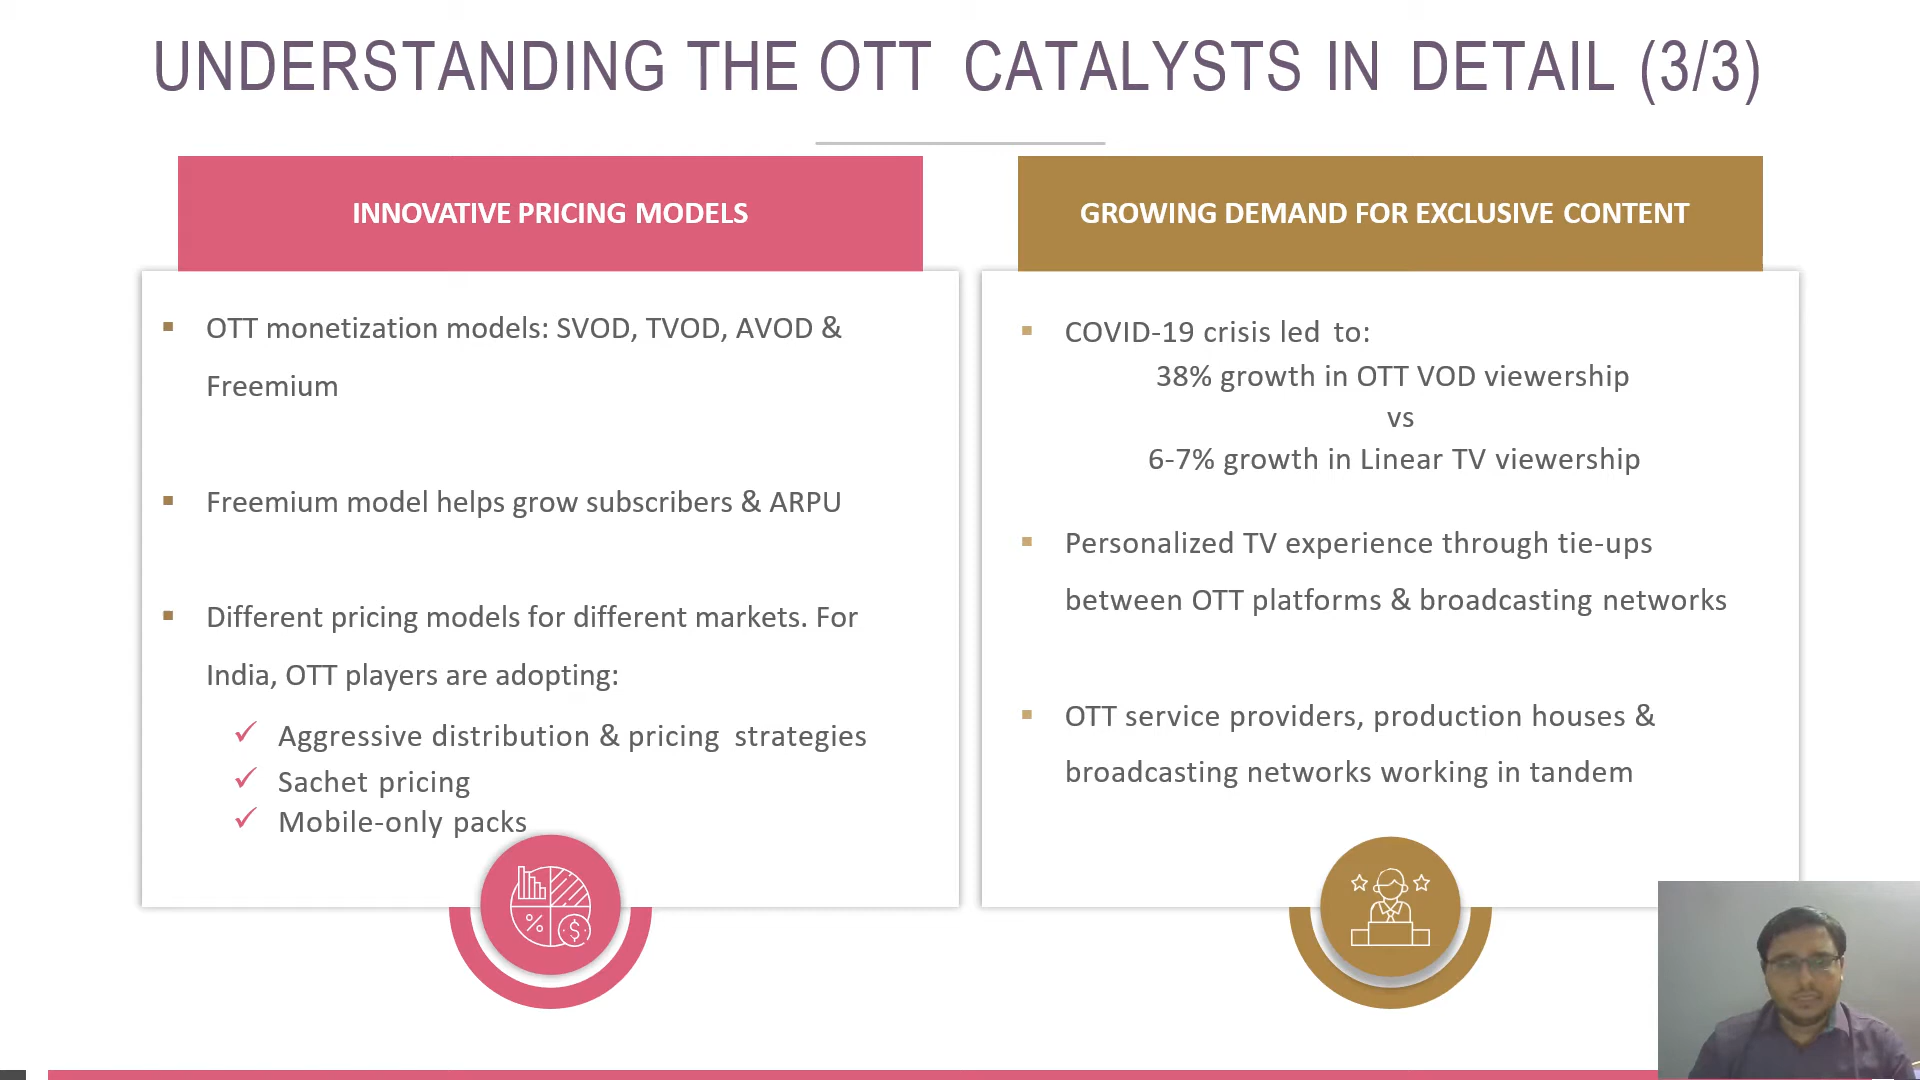 UNDERSTANDING THE OTT CATALYSTS IN DETAIL (3/3)
INNOVATIVE PRICING MODELS
OTT monetization models: SVOD, TVOD, AVOD &
Freemium
Freemium model helps grow subscribers & ARPU
Different pricing models for different markets. For
India, OTT players are adopting:
Aggressive distribution & pricing strategies
Sachet pricing
Mobile-only packs
GROWING DEMAND FOR EXCLUSIVE CONTENT
COVID-19 crisis led to:
38% growth in OTT VOD viewership
vs
6-7% growth in Linear TV viewership
Personalized TV experience through tie-ups
between OTT platforms & broadcasting networks
OTT service providers, production houses &
broadcasting networks working in tandem
% $